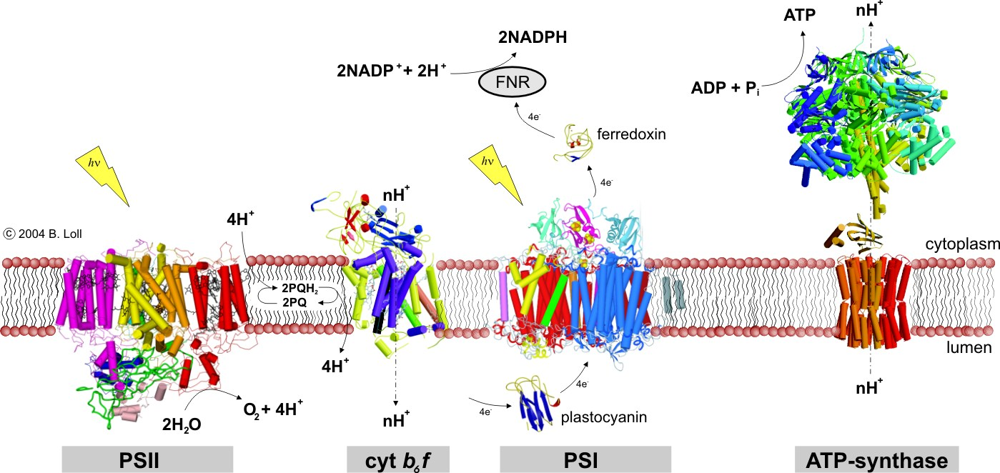 ATP
nH+
2NADPH
2NADP+ + 2H+
FNR
ADP + Pi
4e-
ferredoxin
hν
hν
4e-
nH+
4H+
© 2004 B. Loll
cytoplasm
2PQH2
2PQ
lumen
4H+
nH+
4e-
2H2O
O2 + 4H+
nH+
4e-
plastocyanin
PSII
cyt b6f
PSI
ATP-synthase